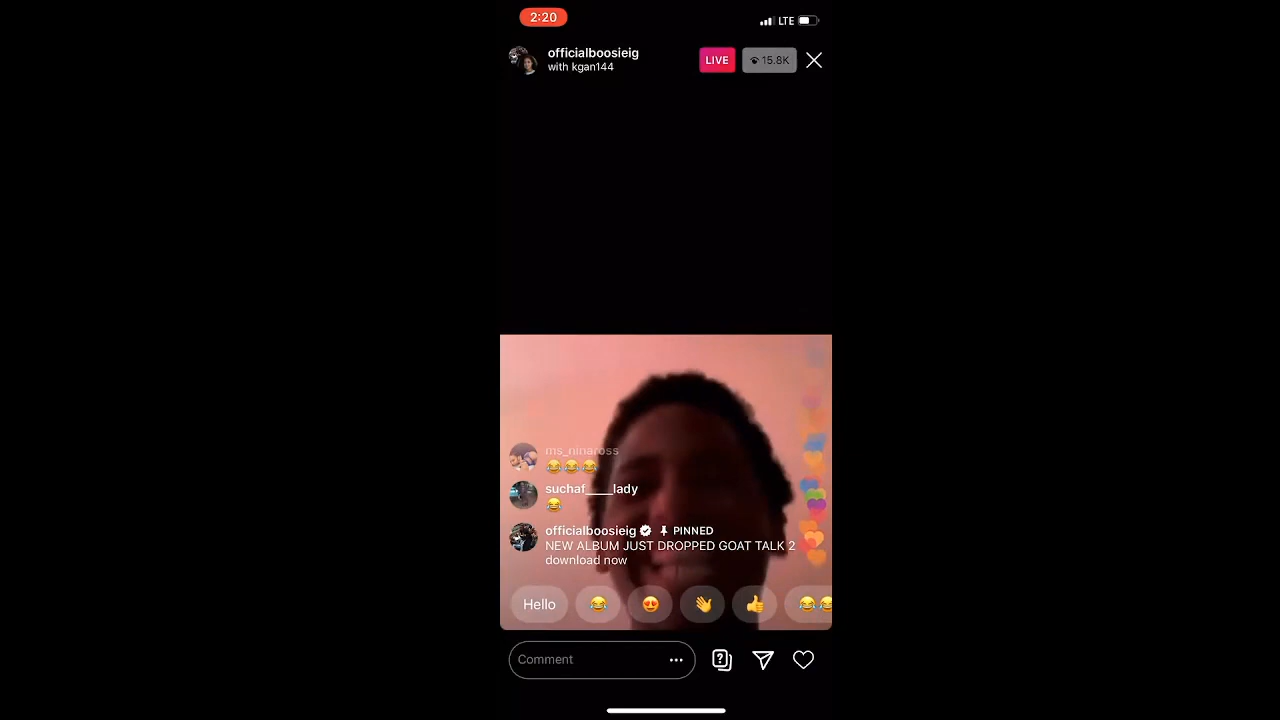 2:20
LTE
officialboosieig
with kgan144
LIVE
15.8K
ms_ninaross
😂😂😂
suchaf____lady
😂
officialboosieig PINNED
NEW ALBUM JUST DROPPED GOAT TALK 2
download now
Hello 😂 😍 👋 👍 😂😂
Comment